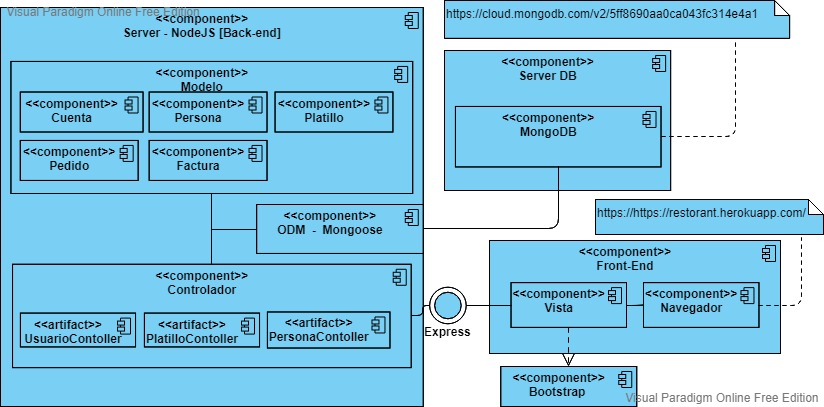 Visual Paradigm Online Free Edition
<<component>>
Server - NodeJS [Back-end]
<<component>>
Modelo
<<component>>
Cuenta
<<component>>
Persona
<<component>>
Platillo
<<component>>
Pedido
<<component>>
Factura
<<component>>
ODM - Mongoose
<<component>>
Controlador
<<artifact>>
UsuarioContoller
<<artifact>>
PlatilloContoller
<<artifact>>
PersonaContoller
https://cloud.mongodb.com/v2/5ff8690aa0ca043fc314e4a1
<<component>>
Server DB
<<component>>
MongoDB
https://https://restorant.herokuapp.com/
<<component>>
Front-End
<<component>>
Vista
<<component>>
Navegador
Express
<<component>>
Bootstrap
Visual Paradigm Online Free Edition